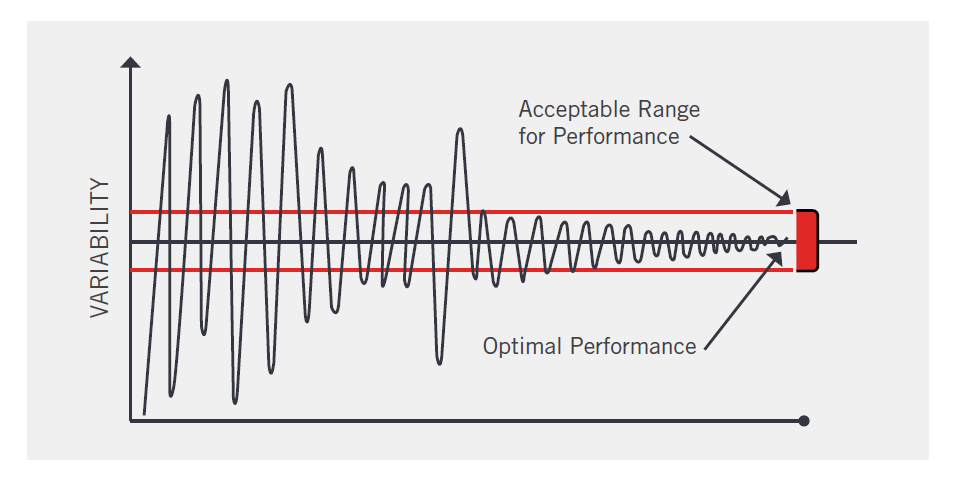 Acceptable Range
for Performance
VARIABILITY
Optimal Performance